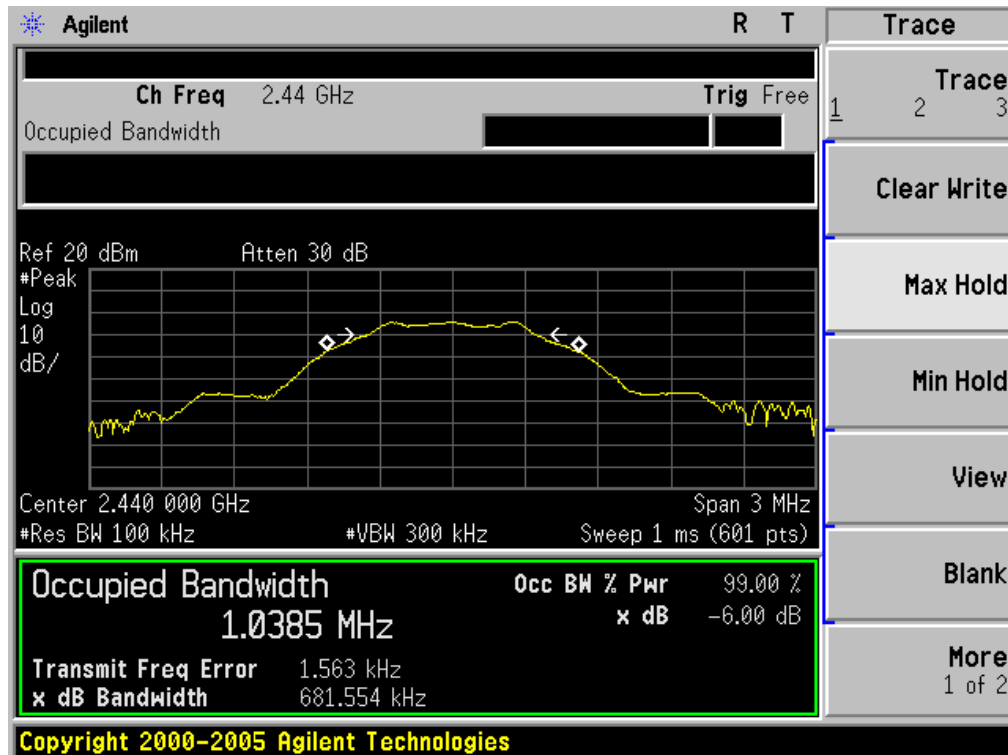 Agilent R T
Ch Freq 2.44 GHz Trig Free
Occupied Bandwidth
Ref 20 dBm Atten 30 dB
#Peak
Log
10
dB/
Center 2.440 000 GHz Span 3 MHz
#Res BW 100 kHz #VBW 300 kHz Sweep 1 ms (601 pts)
Occupied Bandwidth
1.0385 MHz
Occ BW % Pwr 99.00 %
x dB -6.00 dB
Transmit Freq Error 1.563 kHz
x dB Bandwidth 681.554 kHz
Copyright 2000-2005 Agilent Technologies
Trace
Trace
1 2 3
Clear Write
Max Hold
Min Hold
View
Blank
More
1 of 2